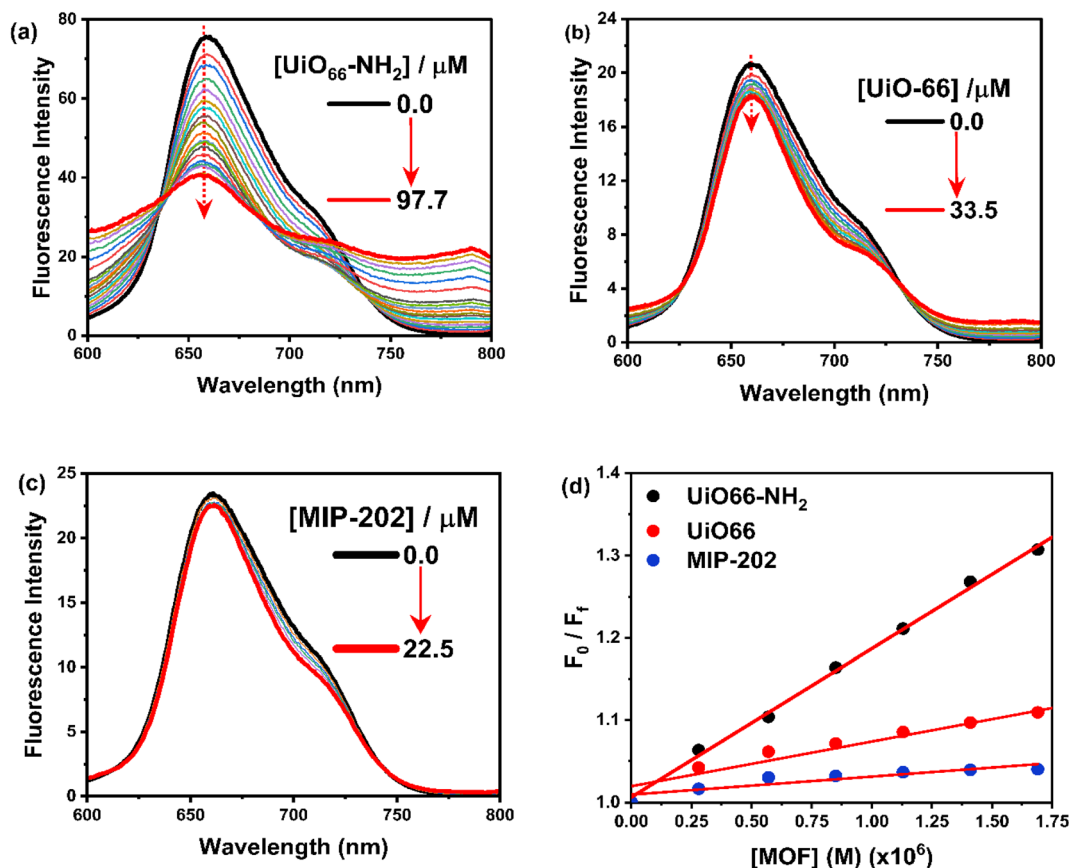 (a)
[UiO66-NH2] / μM
0.0
97.7
80
60
40
20
0
600
650
700
750
800
Fluorescence Intensity
Wavelength (nm)
(b)
[UiO-66] /μM
0.0
33.5
24
20
16
12
8
4
0
600
650
700
750
800
Fluorescence Intensity
Wavelength (nm)
(c)
[MIP-202] / μM
0.0
22.5
25
20
15
10
5
0
600
650
700
750
800
Fluorescence Intensity
Wavelength (nm)
(d)
UiO66-NH2
UiO66
MIP-202
1.4
1.3
1.2
1.1
1.0
0.00
0.25
0.50
0.75
1.00
1.25
1.50
1.75
F0 / Ff
[MOF] (M) (x10^6)